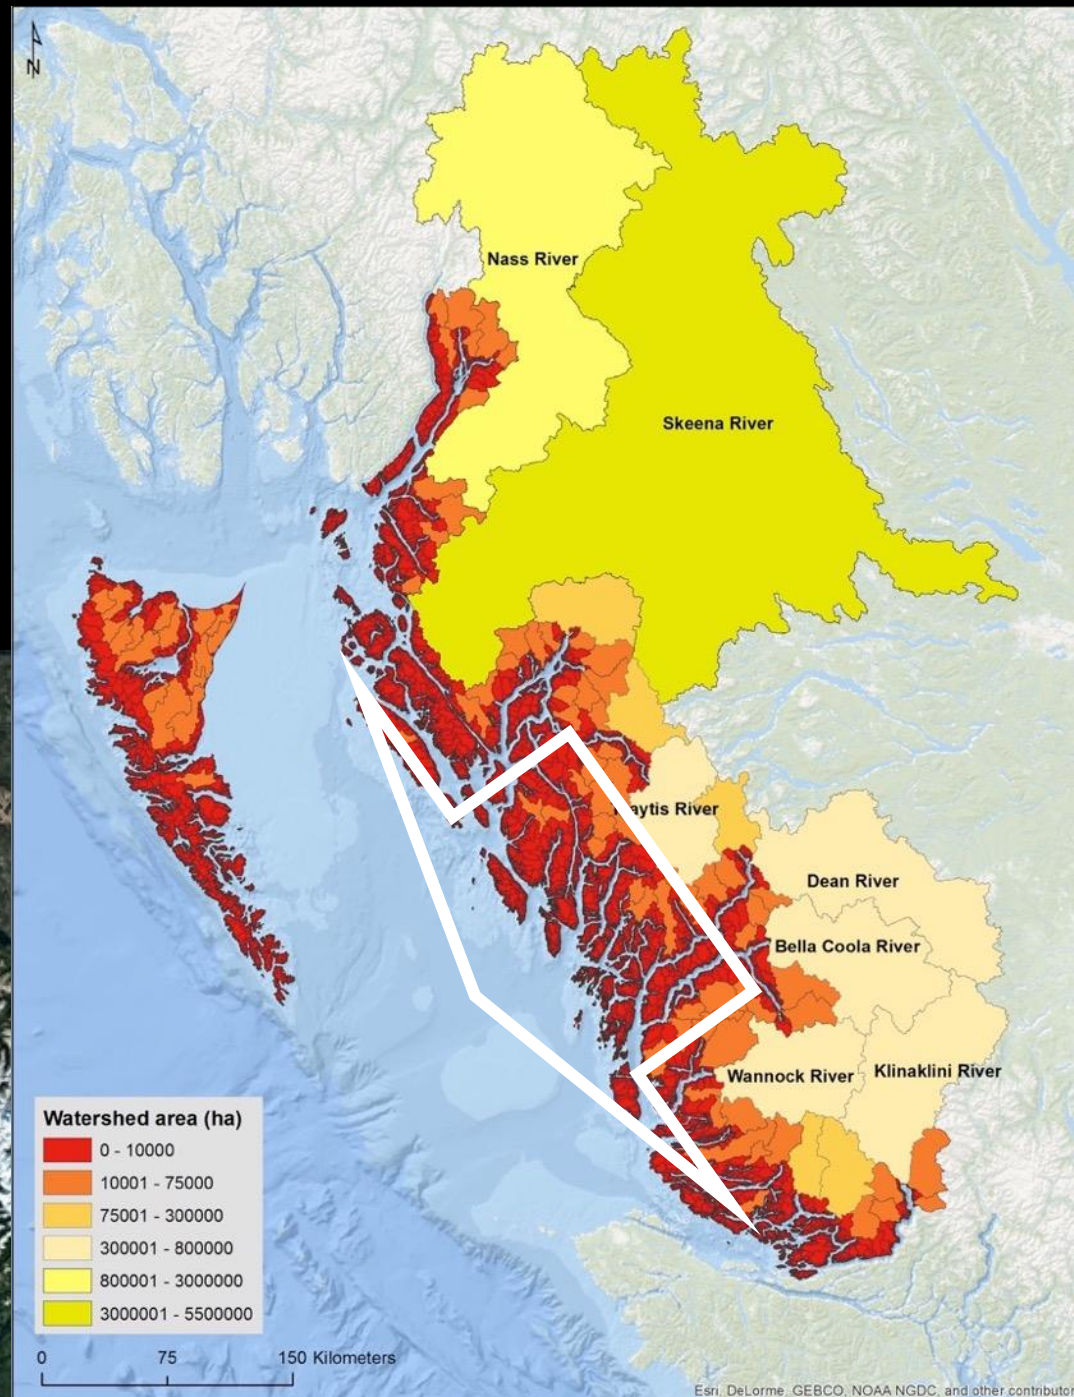 N
Nass River
Skeena River
aytis River
Dean River
Bella Coola River
Wannock River
Klinaklini River
Watershed area (ha)
0 - 10000
10001 - 75000
75001 - 300000
300001 - 800000
800001 - 3000000
3000001 - 5500000
0 75 150 Kilometers
Esri, DeLorme, GEBCO, NOAA NGDC, and other contributo